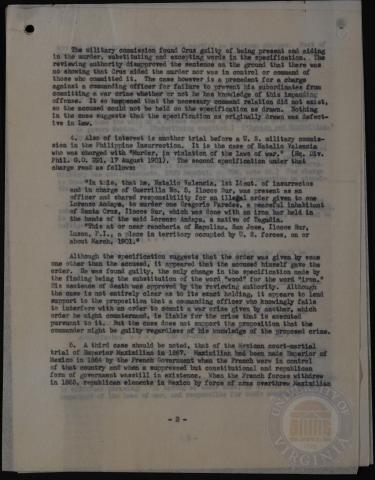 The military commission found Cruz guilty of being present and aiding
in the murder, substituting and excepting words in the specification. The
reviewing authority disapproved the sentence on the ground that there was
no showing that Cruz aided the murder nor was in control or command of
those who committed it. The case however is a precedent for a charge
against a commanding officer for failure to prevent his subordinates from
committing a war crime whether or not he has knowledge of this impending
offense. It so happened that the necessary command relation did not exist,
so the accused could not be held on the specification as drawn. Nothing
in the case suggests that the specification as originally drawn was defect-
ive in law.
4. Also of interest is another trial before a U. S. military commis-
sion in the Philippine Insurrection. It is the case of Natalio Valencia
who was charged with "Murder, in violation of the laws of war." (Hq. Div.
Phil. G.O. 221, 17 August 1901). The second specification under that
charge read as follows:
"In this, that he, Natalio Valencia, 1st Lieut. of insurrectos
and in charge of Guerrilla No. 5, Ilocos Sur, was present as an
officer and shared responsibility for an illegal order given to one
Lorenzo Andaya, to murder one Gregorio Paredes, a peaceful inhabitant
of Santa Cruz, Ilocos Sur, which was done with an iron bar held in
the hands of the said Lorenzo Andaya, a native of
"This at or near rancheria of Napolina, San Jose, Ilocos Sur,
Luzon, P.I., a place in territory occupied by U. S. forces, on or
about March, 1901."
Although the specification suggests that the order was given by some
one other than the accused, it appeared that the accused himself gave the
order. He was found guilty, the only change in the specification made by
the finding being the substitution of the word "wood" for the word "iron."
His sentence of death was approved by the reviewing authority. Although
the case is not entirely clear as to its exact holding, it appears to lend
support to the proposition that a commanding officer who knowingly fails
to interfere with an order to commit a war crime given by another, which
order he might countermand, is liable for the crime that is executed
pursuant to it. But the case does not support the proposition that the
commander might be guilty regardless of his knowledge of the proposed crime.
5. A third case should be noted, that of the Mexican court-martial
trial of Emperor Maximilian in 1867. Maximilian had been made Emperor of
Mexico in 1864 by the French Government when the French were in control
of that country and when a suppressed but constitutional and republican
form of government wasstill in existence. When the French forces withdrew
in 1866, republican elements in Mexico by force of arms overthrew Maximilian
- 2 -
UNIVERSITY OF
VIRGINIA